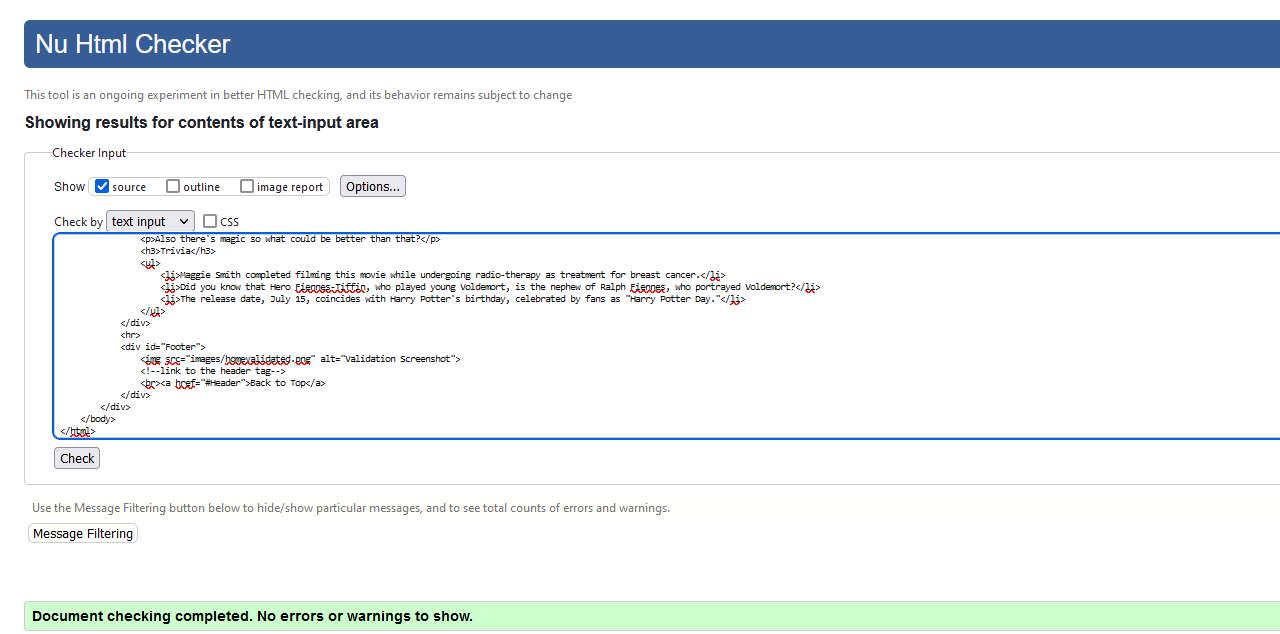 Nu Html Checker
This tool is an ongoing experiment in better HTML checking, and its behavior remains subject to change
Showing results for contents of text-input area
Checker Input
Show source outline image report Options...
Check by text input CSS
<p>Also there's magic so what could be better than that?</p>
<h3>Trivia</h3>
<ul>
<li>Maggie Smith completed filming this movie while undergoing radio-therapy as treatment for breast cancer.</li>
<li>Did you know that Hero Fiennes-Tiffin, who played young Voldemort, is the nephew of Ralph Fiennes, who portrayed Voldemort?</li>
<li>The release date, July 15, coincides with Harry Potter's birthday, celebrated by fans as "Harry Potter Day."</li>
</ul>
</div>
<hr>
<div id="Footer">
<img src="images/homevalidated.png" alt="Validation Screenshot">
<!--link to the header tag-->
<br><a href="#Header">Back to Top</a>
</div>
</div>
</body>
</html>
Check
Use the Message Filtering button below to hide/show particular messages, and to see total counts of errors and warnings.
Message Filtering
Document checking completed. No errors or warnings to show.